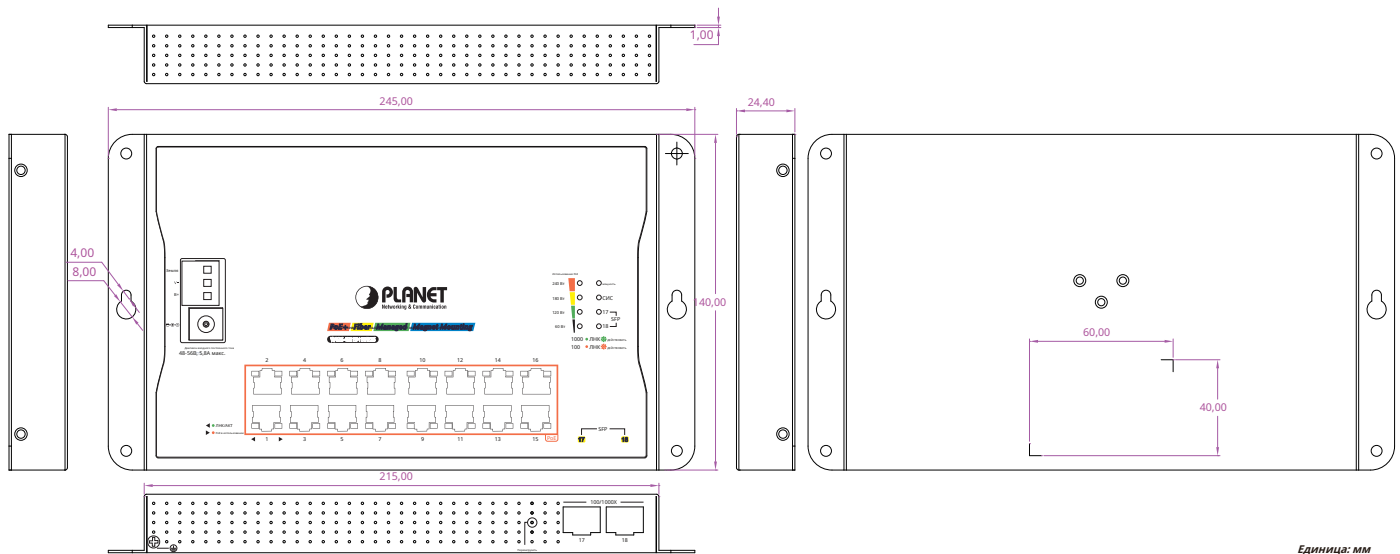 1,00
245,00
24,40
4,00
8,00
140,00
V-
V+
48-56В; 5,8А макс.
PLANET
Networking & Communication
PoE+ Fiber Managed Magnet Mounting
240 Вт
180 Вт
СИС
120 Вт
17
SFP
60 Вт
18
1000 ЛНК
100 ЛНК
2 4 6 8 10 12 14 16
ЛНК/АКТ
1 3 5 7 9 11 13 15 PoE
SFP
17 18
60,00
40,00
215,00
100/1000X
17 18
Единица: мм